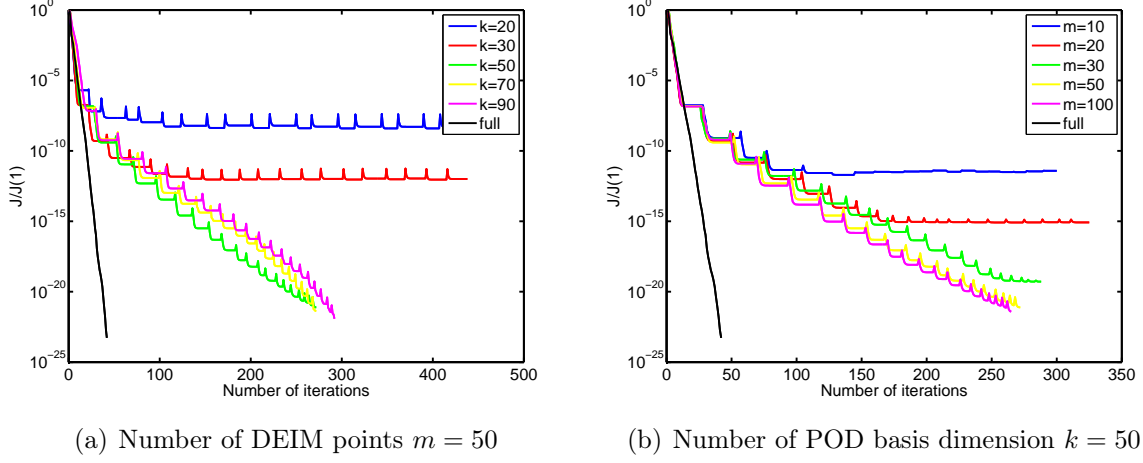 10^0
10^-5
10^-10
10^-15
10^-20
10^-25
J/J(1)
0 100 200 300 400 500
Number of iterations
k=20
k=30
k=50
k=70
k=90
full
(a) Number of DEIM points m = 50
10^0
10^-5
10^-10
10^-15
10^-20
10^-25
J/J(1)
0 50 100 150 200 250 300 350
Number of iterations
m=10
m=20
m=30
m=50
m=100
full
(b) Number of POD basis dimension k = 50